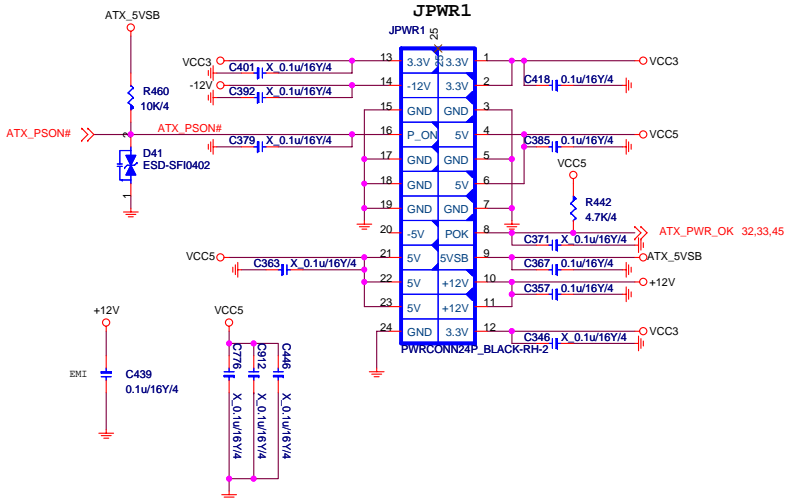 JPWR1
ATX_5VSB
JPWR1
25
VCC3
C401 X_0.1u/16Y/4
13
3.3V 3.3V
1
VCC3
-12V
C392 X_0.1u/16Y/4
14
-12V 3.3V
2
C418 0.1u/16Y/4
R460
10K/4
15
GND GND
3
ATX_PSON#
2
ATX_PSON#
16
P_ON 5V
4
VCC5
C379 X_0.1u/16Y/4
C385 0.1u/16Y/4
D41
ESD-SFI0402
17
GND GND
5
VCC5
18
GND 5V
6
1
R442
4.7K/4
19
GND GND
7
20
-5V POK
8
ATX_PWR_OK 32,33,45
C371 X_0.1u/16Y/4
VCC5
21
5V 5VSB
9
ATX_5VSB
C363 X_0.1u/16Y/4
C367 0.1u/16Y/4
22
5V +12V
10
+12V
C357 0.1u/16Y/4
23
5V +12V
11
+12V
VCC5
24
GND 3.3V
12
VCC3
C346 X_0.1u/16Y/4
PWRCONN24P_BLACK-RH-2
EMI
C439
0.1u/16Y/4
C776 X_0.1u/16Y/4
C912 X_0.1u/16Y/4
C446 X_0.1u/16Y/4